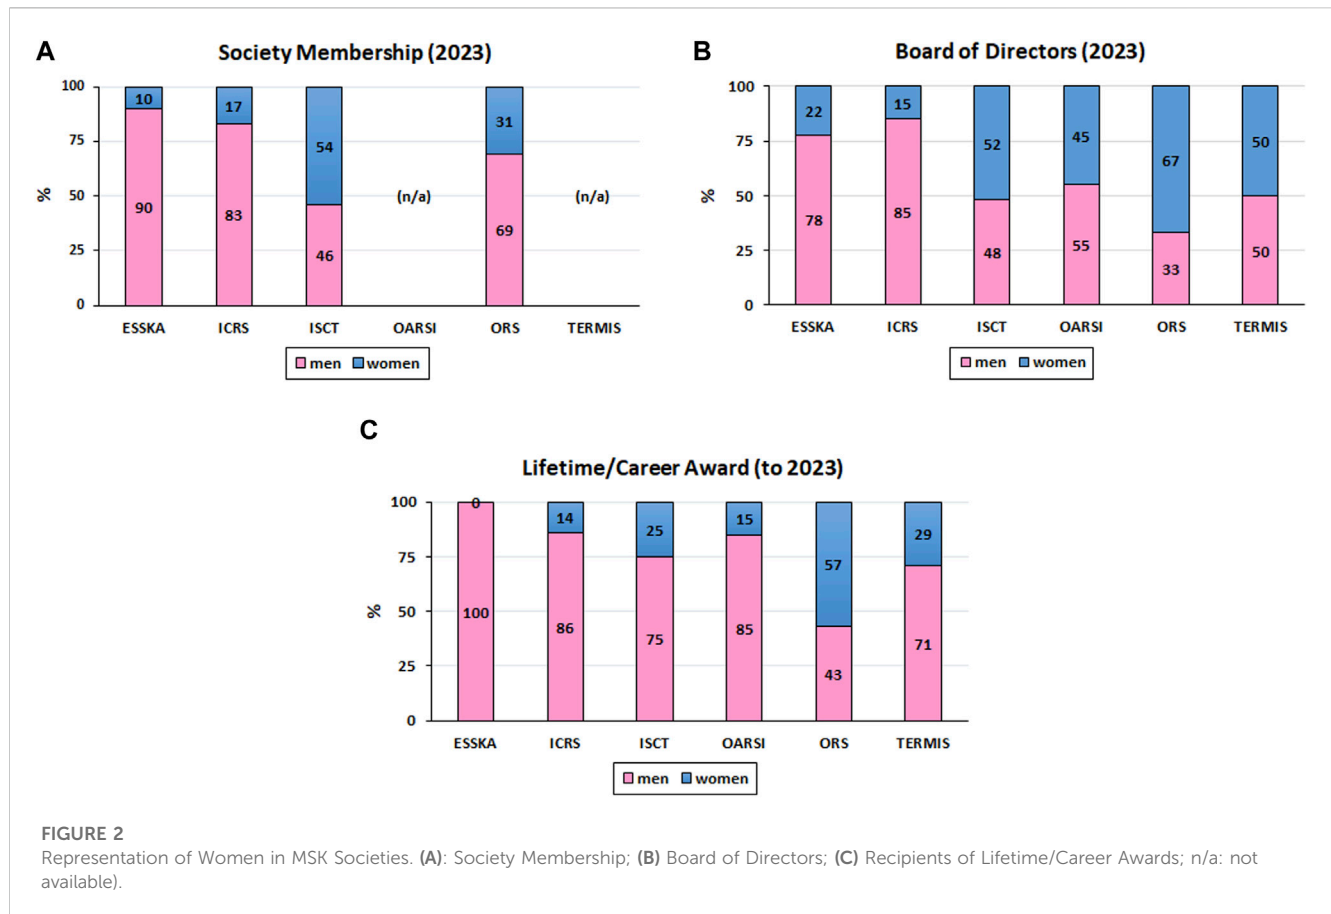 A
Society Membership (2023)
%
100
75
50
25
0
10
90
17
83
54
46
(n/a)
31
69
(n/a)
ESSKA ICRS ISCT OARSI ORS TERMIS
men women
B
Board of Directors (2023)
%
100
75
50
25
0
22
78
15
85
52
48
45
55
67
33
50
50
ESSKA ICRS ISCT OARSI ORS TERMIS
men women
C
Lifetime/Career Award (to 2023)
%
100
75
50
25
0
0
100
14
86
25
75
15
85
57
43
29
71
ESSKA ICRS ISCT OARSI ORS TERMIS
men women
FIGURE 2
Representation of Women in MSK Societies. (A): Society Membership; (B) Board of Directors; (C) Recipients of Lifetime/Career Awards; n/a: not
available).